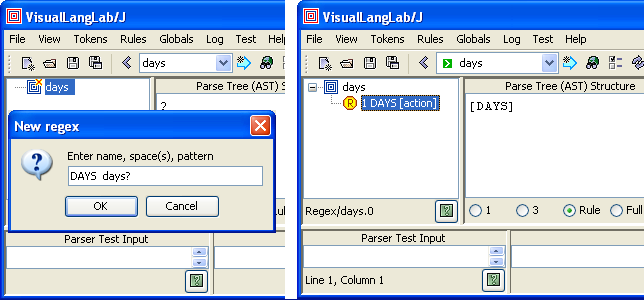 VisualLangLab/J
File View Tokens Rules Globals Log Test Help
days
days
Parse Tree (AST) Structure
?
New regex
Enter name, space(s), pattern
DAYS days?
OK Cancel
Parser Test Input
VisualLangLab/J
File View Tokens Rules Globals Log Test Help
days
days
R 1 DAYS [action]
Parse Tree (AST) Structure
[DAYS]
Regex/days.0
1 3 Rule Full
Parser Test Input
Line 1, Column 1